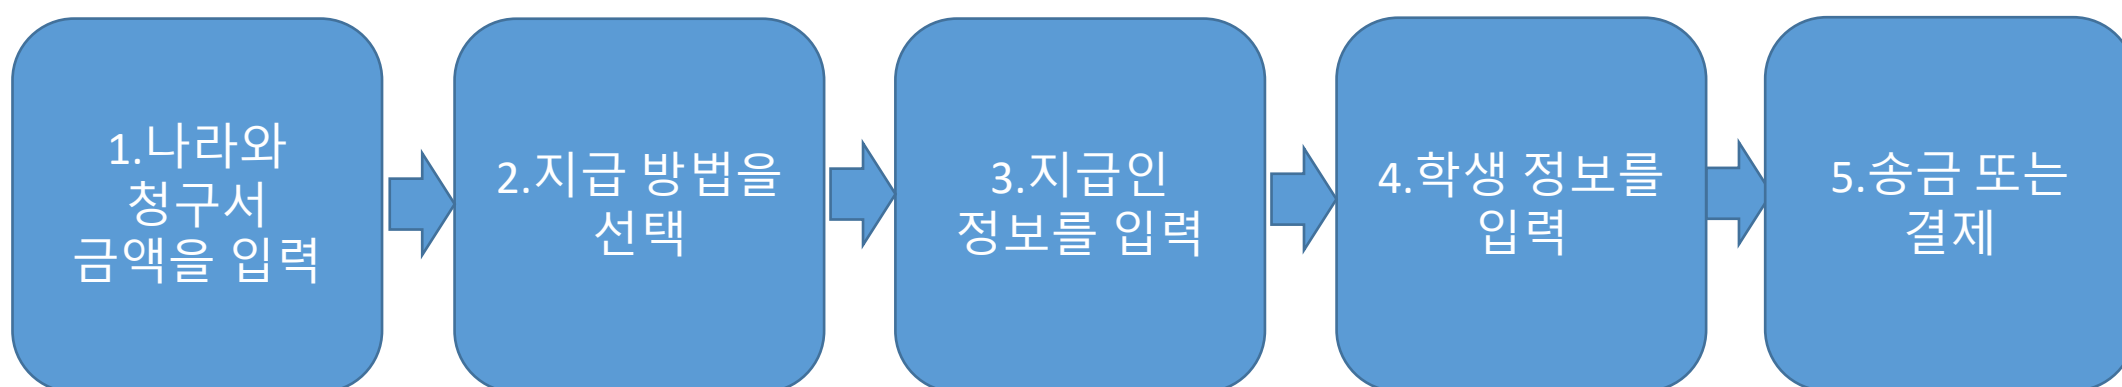 1.나라와
청구서
금액을 입력
2.지급 방법을
선택
3.지급인
정보를 입력
4.학생 정보를
입력
5.송금 또는
결제